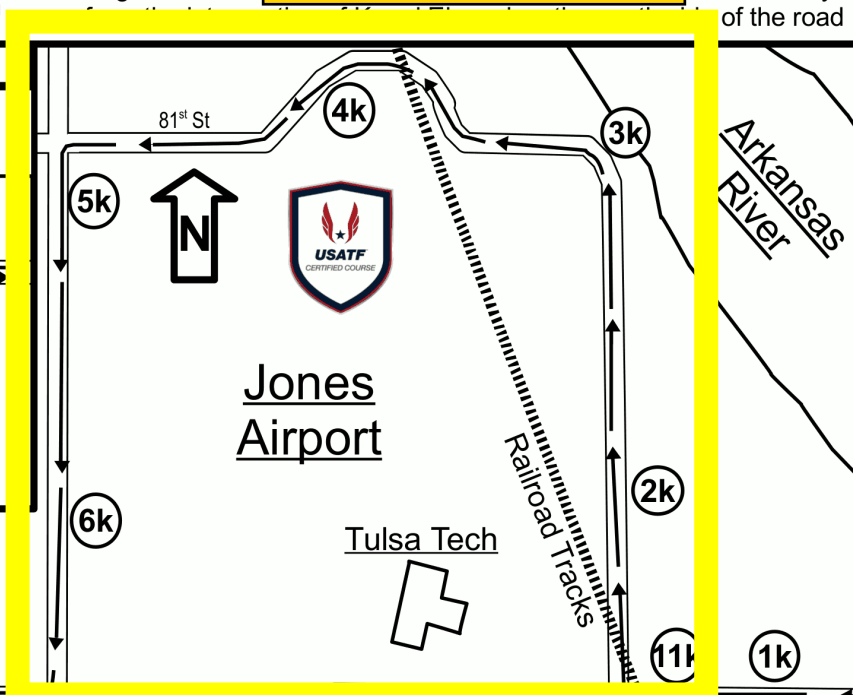 of the road
81st St
4k
3k
Arkansas
River
5k
N
USATF
CERTIFIED COURSE
Jones
Airport
Railroad Tracks
2k
6k
Tulsa Tech
11k
1k